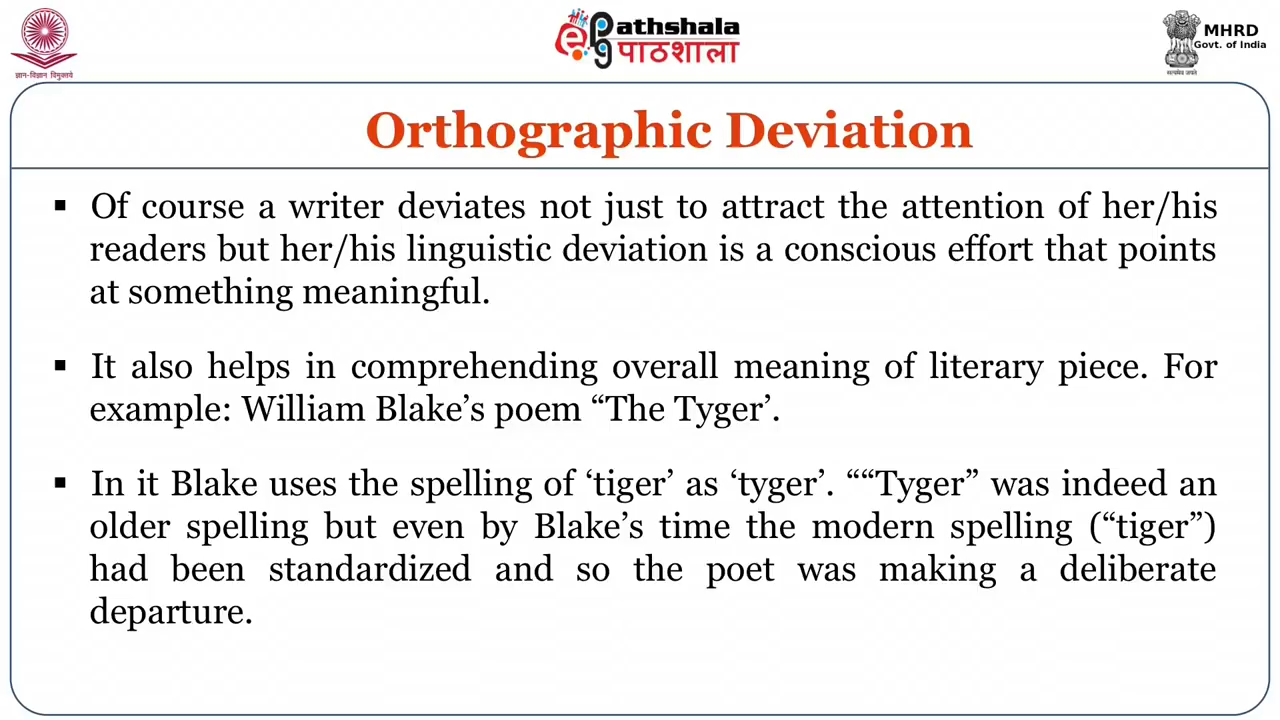 ज्ञान-विज्ञान विमुक्तये
ePathshala
पाठशाला
MHRD
Govt. of India
सत्यमेव जयते
Orthographic Deviation
▪ Of course a writer deviates not just to attract the attention of her/his
readers but her/his linguistic deviation is a conscious effort that points
at something meaningful.
▪ It also helps in comprehending overall meaning of literary piece. For
example: William Blake’s poem “The Tyger’.
▪ In it Blake uses the spelling of ‘tiger’ as ‘tyger’. ““Tyger” was indeed an
older spelling but even by Blake’s time the modern spelling (“tiger”)
had been standardized and so the poet was making a deliberate
departure.